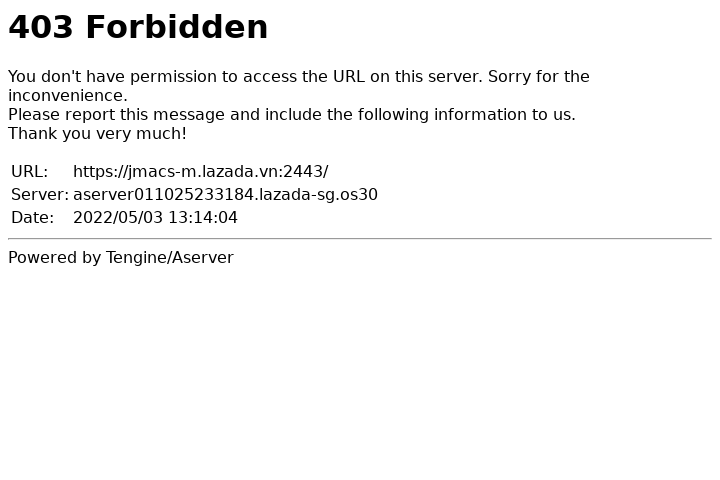 403 Forbidden
You don't have permission to access the URL on this server. Sorry for the
inconvenience.
Please report this message and include the following information to us.
Thank you very much!
URL: https://jmacs-m.lazada.vn:2443/
Server: aserver011025233184.lazada-sg.os30
Date: 2022/05/03 13:14:04
Powered by Tengine/Aserver